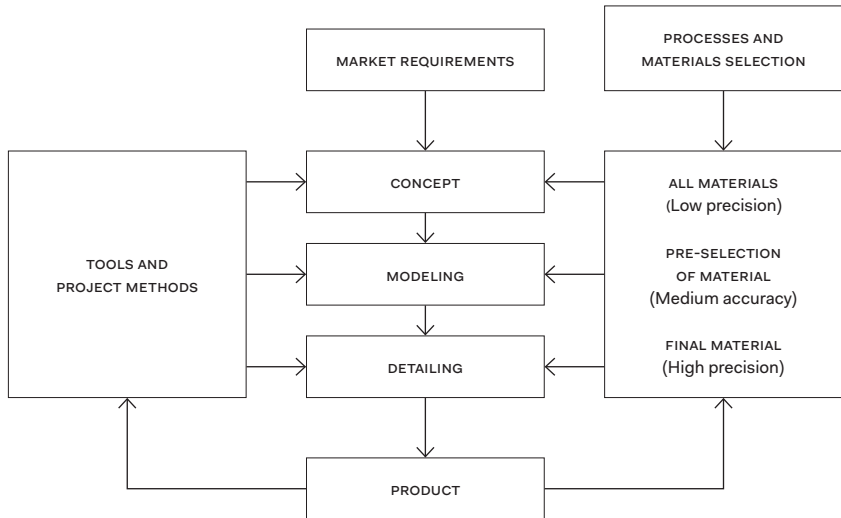 MARKET REQUIREMENTS
PROCESSES AND
MATERIALS SELECTION
TOOLS AND
PROJECT METHODS
CONCEPT
MODELING
DETAILING
PRODUCT
ALL MATERIALS
(Low precision)
PRE-SELECTION
OF MATERIAL
(Medium accuracy)
FINAL MATERIAL
(High precision)